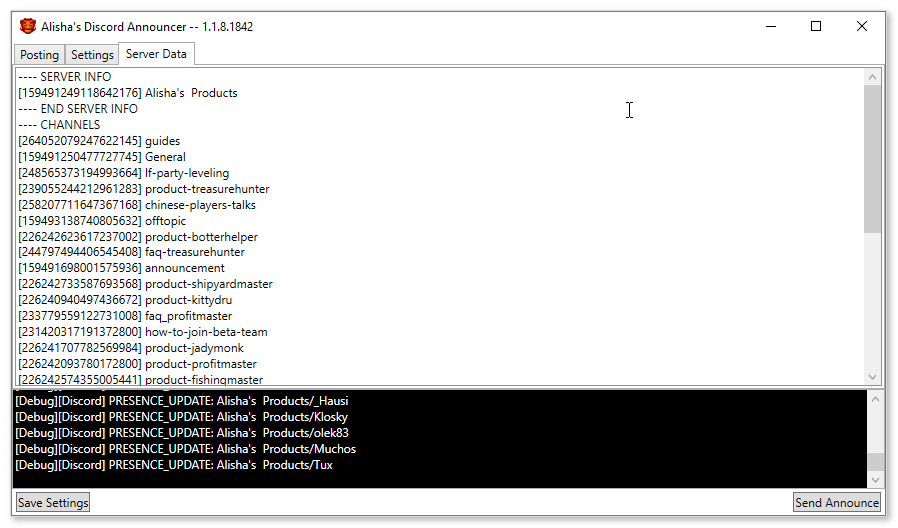 Alisha's Discord Announcer -- 1.1.8.1842
Posting Settings Server Data
---- SERVER INFO
[159491249118642176] Alisha's  Products
---- END SERVER INFO
---- CHANNELS
[264052079247622145] guides
[159491250477727745] General
[248565373194993664] lf-party-leveling
[239055244212961283] product-treasurehunter
[258207711647367168] chinese-players-talks
[159493138740805632] offtopic
[226242623617237002] product-botterhelper
[244797494406545408] faq-treasurehunter
[159491698001575936] announcement
[226242733587693568] product-shipyardmaster
[226240940497436672] product-kittydru
[233779559122731008] faq_profitmaster
[231420317191372800] how-to-join-beta-team
[226241707782569984] product-jadymonk
[226242093780172800] product-profitmaster
[226242574355005441] product-fishingmaster
[Debug][Discord] PRESENCE_UPDATE: Alisha's  Products/_Hausi
[Debug][Discord] PRESENCE_UPDATE: Alisha's  Products/Klosky
[Debug][Discord] PRESENCE_UPDATE: Alisha's  Products/olek83
[Debug][Discord] PRESENCE_UPDATE: Alisha's  Products/Muchos
[Debug][Discord] PRESENCE_UPDATE: Alisha's  Products/Tux
Save Settings
Send Announce